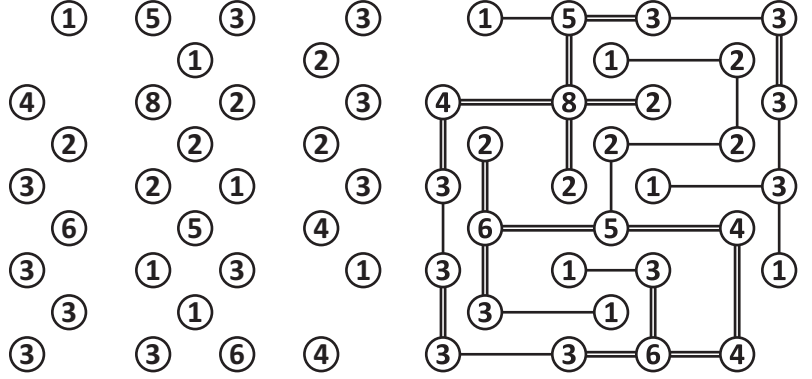 1 5 3 3 1 5 3 3
1 2 1 2
4 8 2 3 4 8 2 3
2 2 2 2 2 2
3 2 1 3 3 2 1 3
6 5 4 6 5 4
3 1 3 1 3 1 3 1
3 1 3 1
3 3 6 4 3 3 6 4